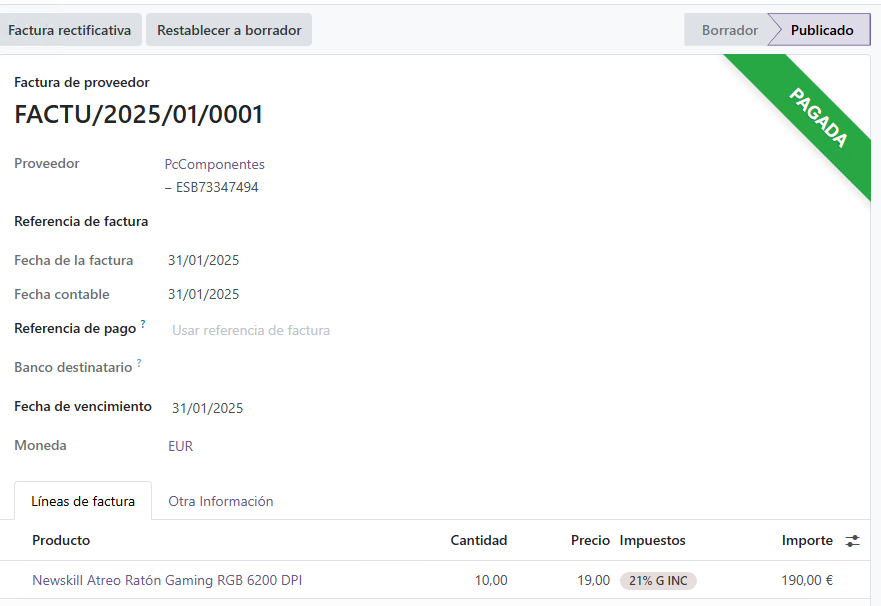 Factura rectificativa Restablecer a borrador Borrador Publicado
PAGADA
Factura de proveedor
FACTU/2025/01/0001
Proveedor PcComponentes
– ESB73347494
Referencia de factura
Fecha de la factura 31/01/2025
Fecha contable 31/01/2025
Referencia de pago ? Usar referencia de factura
Banco destinatario ?
Fecha de vencimiento 31/01/2025
Moneda EUR
Líneas de factura Otra Información
Producto Cantidad Precio Impuestos Importe
Newskill Atreo Ratón Gaming RGB 6200 DPI 10,00 19,00 21% G INC 190,00 €